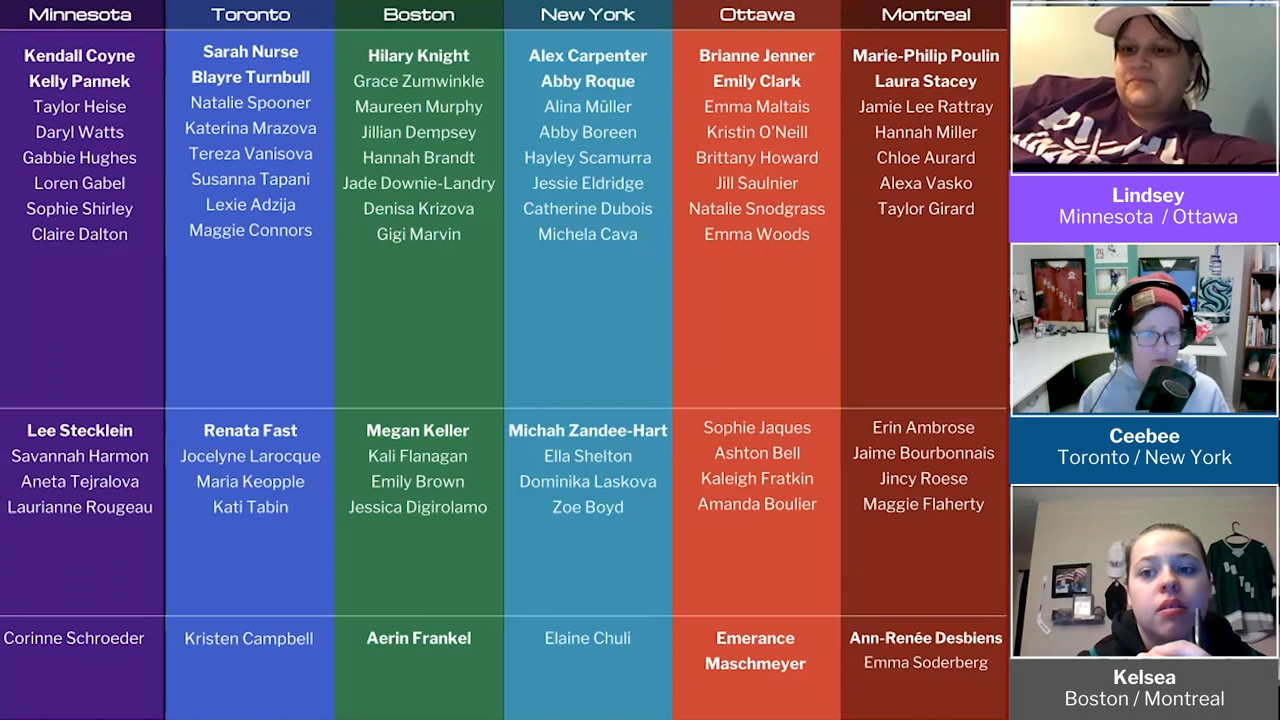 Minnesota
Kendall Coyne
Kelly Pannek
Taylor Heise
Daryl Watts
Gabbie Hughes
Loren Gabel
Sophie Shirley
Claire Dalton
Lee Stecklein
Savannah Harmon
Aneta Tejralova
Laurianne Rougeau
Corinne Schroeder
Toronto
Sarah Nurse
Blayre Turnbull
Natalie Spooner
Katerina Mrazova
Tereza Vanisova
Susanna Tapani
Lexie Adzija
Maggie Connors
Renata Fast
Jocelyne Larocque
Maria Keopple
Kati Tabin
Kristen Campbell
Boston
Hilary Knight
Grace Zumwinkle
Maureen Murphy
Jillian Dempsey
Hannah Brandt
Jade Downie-Landry
Denisa Krizova
Gigi Marvin
Megan Keller
Kali Flanagan
Emily Brown
Jessica Digirolamo
Aerin Frankel
New York
Alex Carpenter
Abby Roque
Alina Müller
Abby Boreen
Hayley Scamurra
Jessie Eldridge
Catherine Dubois
Michela Cava
Michah Zandee-Hart
Ella Shelton
Dominika Laskova
Zoe Boyd
Elaine Chuli
Ottawa
Brianne Jenner
Emily Clark
Emma Maltais
Kristin O'Neill
Brittany Howard
Jill Saulnier
Natalie Snodgrass
Emma Woods
Sophie Jaques
Ashton Bell
Kaleigh Fratkin
Amanda Boulier
Emerance
Maschmeyer
Montreal
Marie-Philip Poulin
Laura Stacey
Jamie Lee Rattray
Hannah Miller
Chloe Aurard
Alexa Vasko
Taylor Girard
Erin Ambrose
Jaime Bourbonnais
Jincy Roese
Maggie Flaherty
Ann-Renée Desbiens
Emma Soderberg
Lindsey
Minnesota / Ottawa
MONTREAL
Ceebee
Toronto / New York
Kelsea
Boston / Montreal